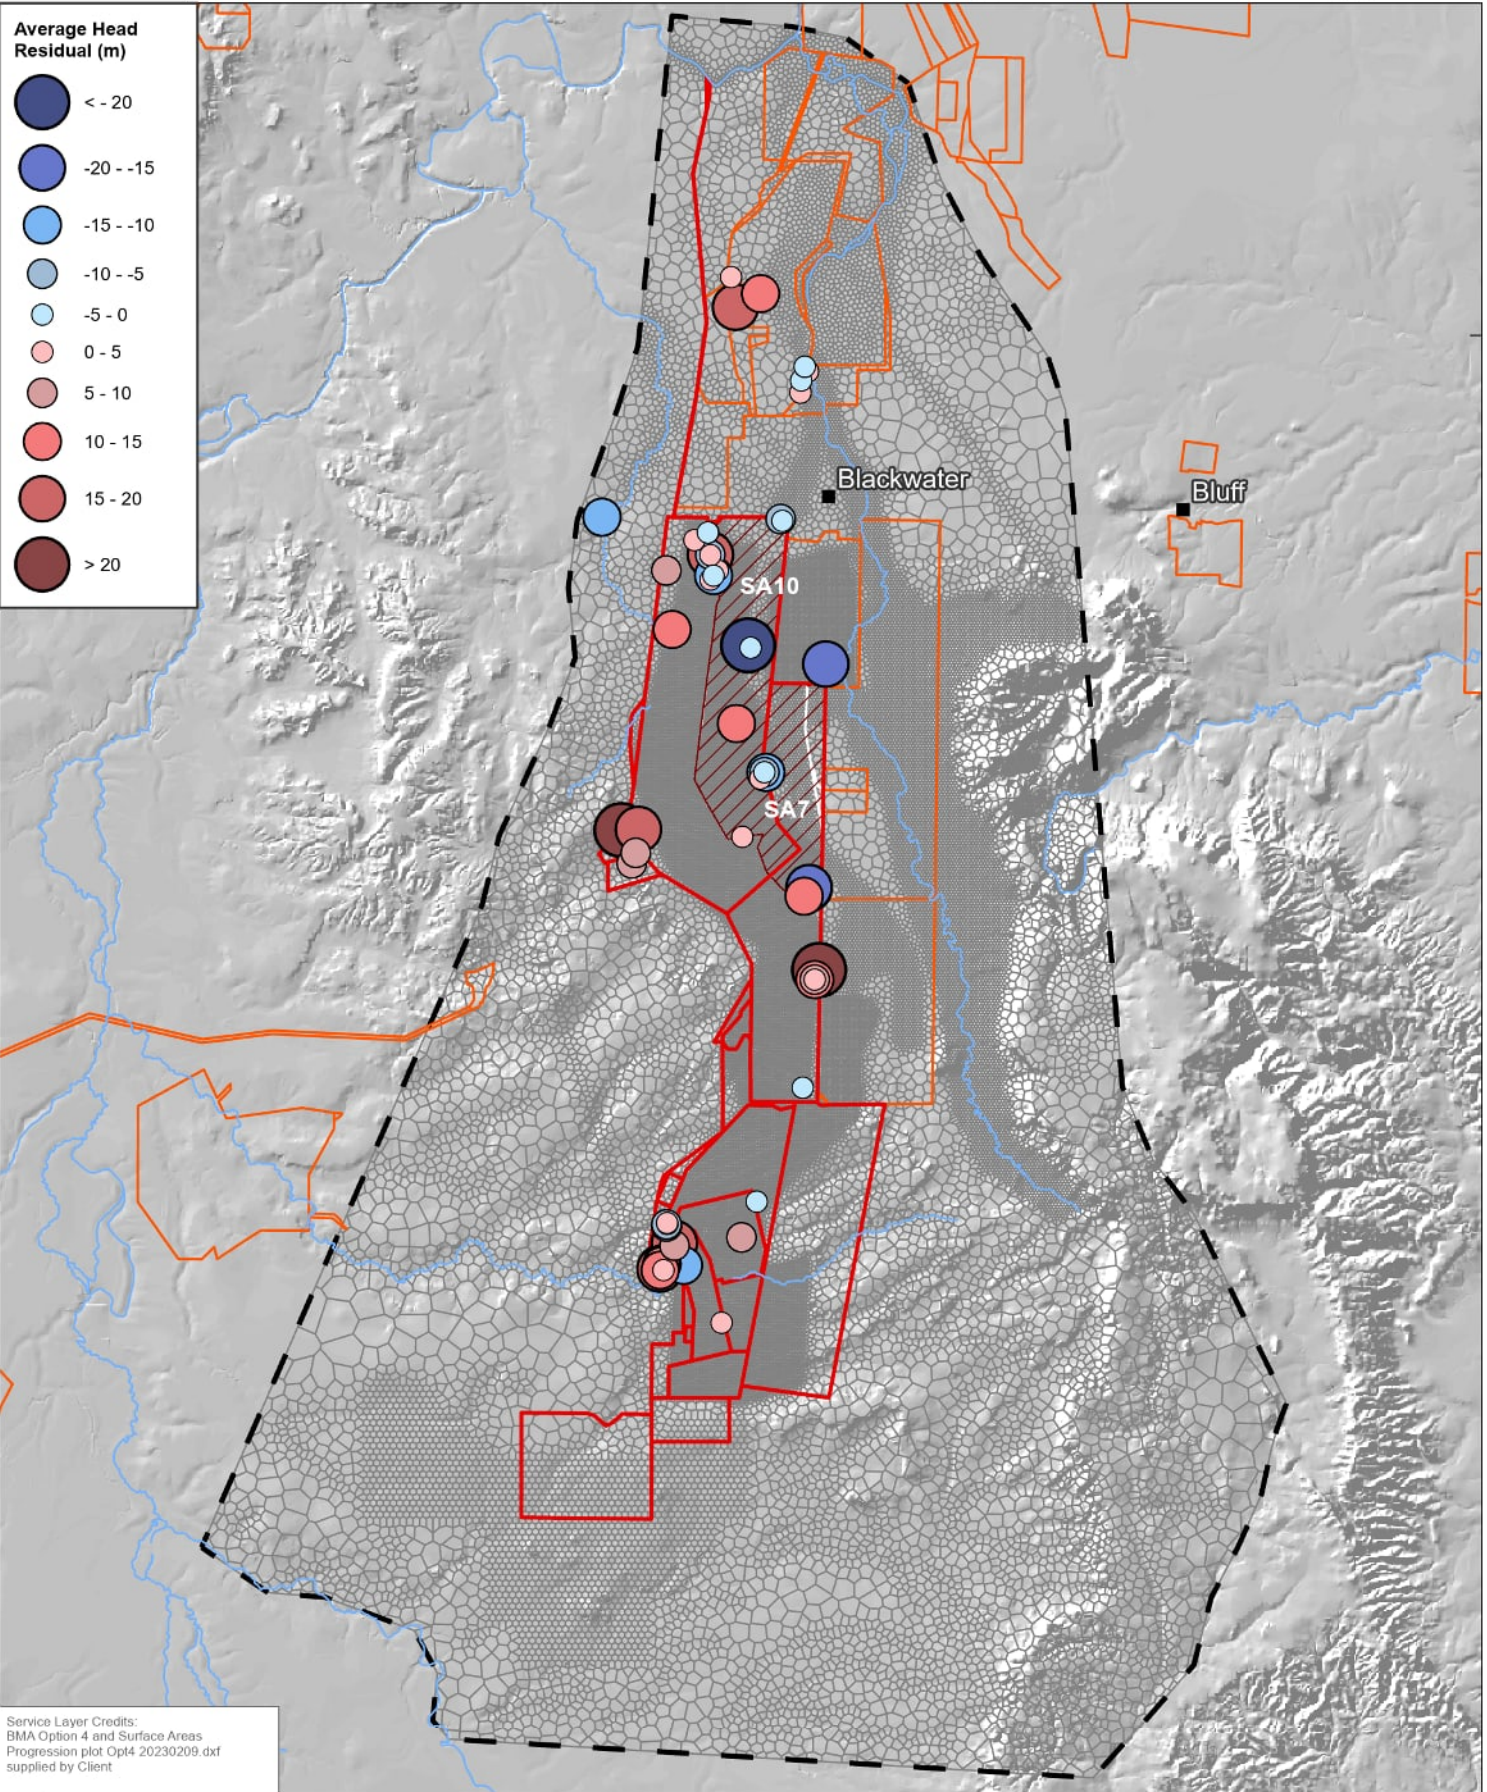 Average Head
Residual (m)
< - 20
-20 - -15
-15 - -10
-10 - -5
-5 - 0
0 - 5
5 - 10
10 - 15
15 - 20
> 20
Blackwater
Bluff
SA10
SA7
Service Layer Credits:
BMA Option 4 and Surface Areas
Progression plot Opt4 20230209.dxf
supplied by Client